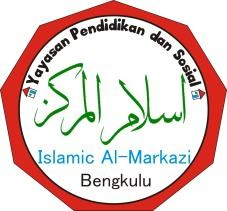 Yayasan Pendidikan dan Sosial
اسلام المركز
Islamic Al-Markazi
Bengkulu